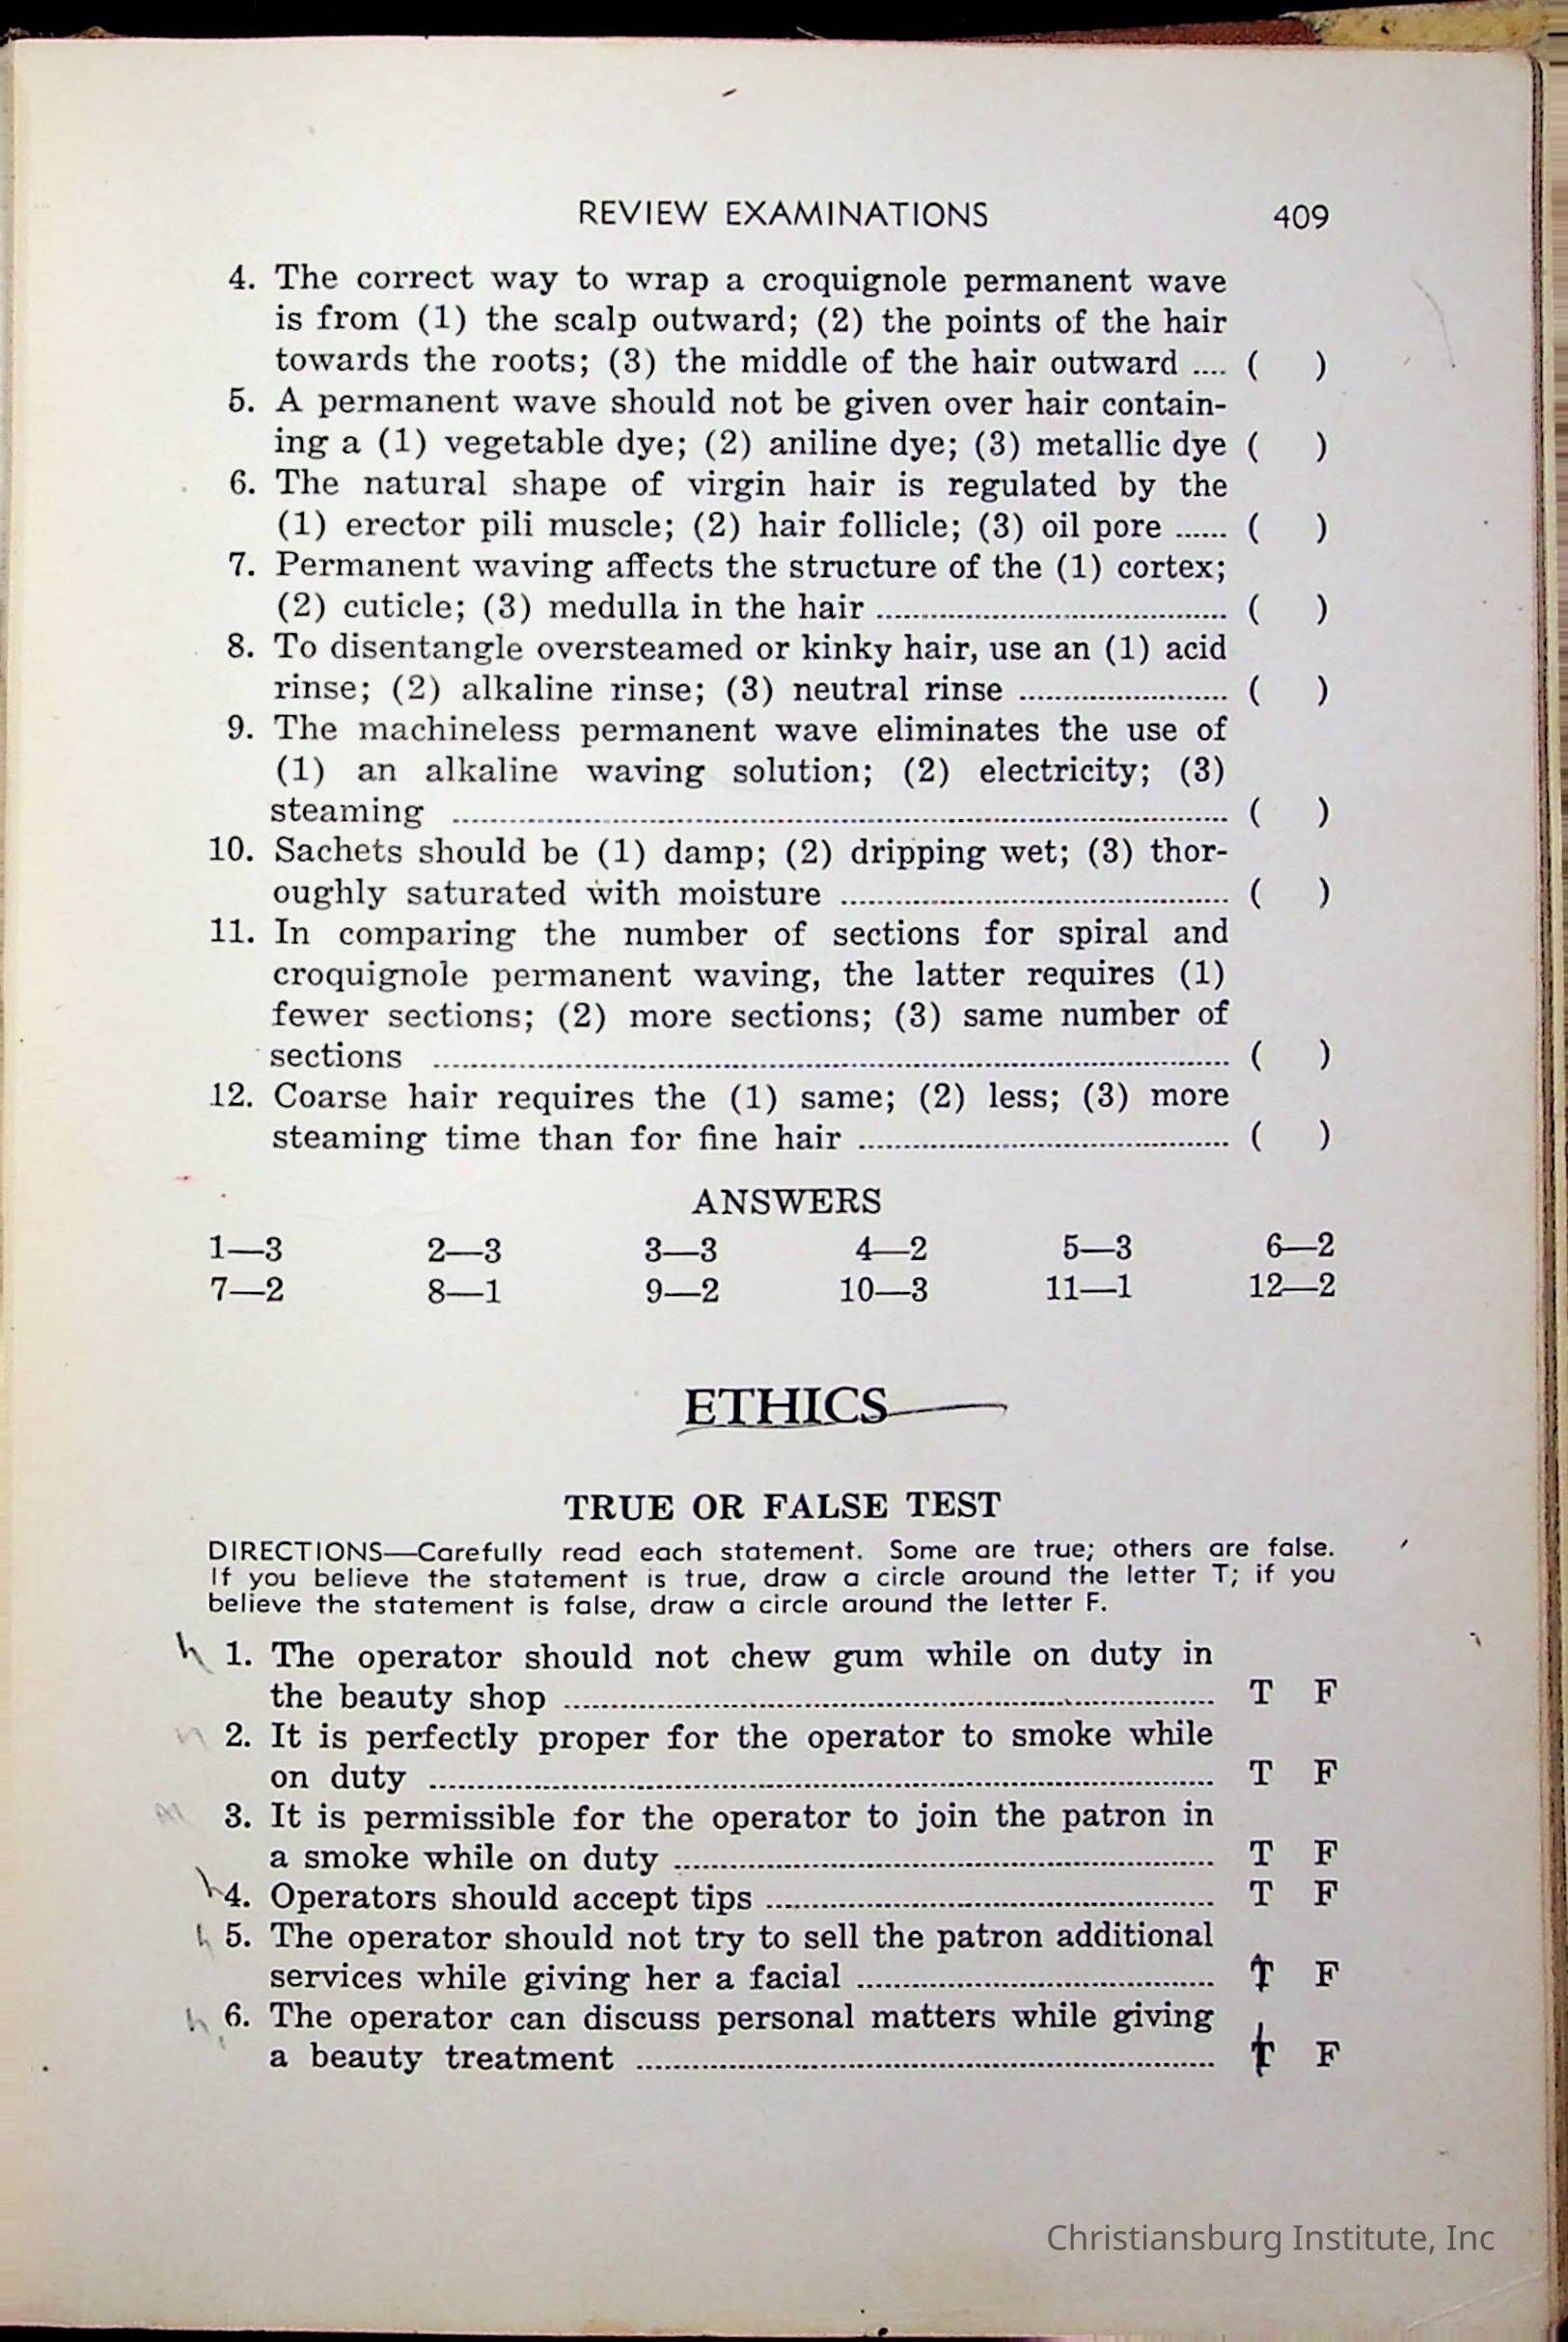 REVIEW EXAMINATIONS 409
4. The correct way to wrap a croquignole permanent wave
is from (1) the scalp outward; (2) the points of the hair
towards the roots; (3) the middle of the hair outward .... ( )
5. A permanent wave should not be given over hair contain-
ing a (1) vegetable dye; (2) aniline dye; (3) metallic dye ( )
6. The natural shape of virgin hair is regulated by the
(1) erector pili muscle; (2) hair follicle; (3) oil pore ...... ( )
7. Permanent waving affects the structure of the (1) cortex;
(2) cuticle; (3) medulla in the hair ...... ( )
8. To disentangle oversteamed or kinky hair, use an (1) acid
rinse; (2) alkaline rinse; (3) neutral rinse ...... ( )
9. The machineless permanent wave eliminates the use of
(1) an alkaline waving solution; (2) electricity; (3)
steaming ...... ( )
10. Sachets should be (1) damp; (2) dripping wet; (3) thor-
oughly saturated with moisture ...... ( )
11. In comparing the number of sections for spiral and
croquignole permanent waving, the latter requires (1)
fewer sections; (2) more sections; (3) same number of
sections ...... ( )
12. Coarse hair requires the (1) same; (2) less; (3) more
steaming time than for fine hair ...... ( )
ANSWERS
1—3 2—3 3—3 4—2 5—3 6—2
7—2 8—1 9—2 10—3 11—1 12—2
ETHICS
TRUE OR FALSE TEST
DIRECTIONS—Carefully read each statement. Some are true; others are false.
If you believe the statement is true, draw a circle around the letter T; if you
believe the statement is false, draw a circle around the letter F.
1. The operator should not chew gum while on duty in
the beauty shop ...... T F
2. It is perfectly proper for the operator to smoke while
on duty ...... T F
3. It is permissible for the operator to join the patron in
a smoke while on duty ...... T F
4. Operators should accept tips ...... T F
5. The operator should not try to sell the patron additional
services while giving her a facial ...... T F
6. The operator can discuss personal matters while giving
a beauty treatment ...... T F
Christiansburg Institute, Inc